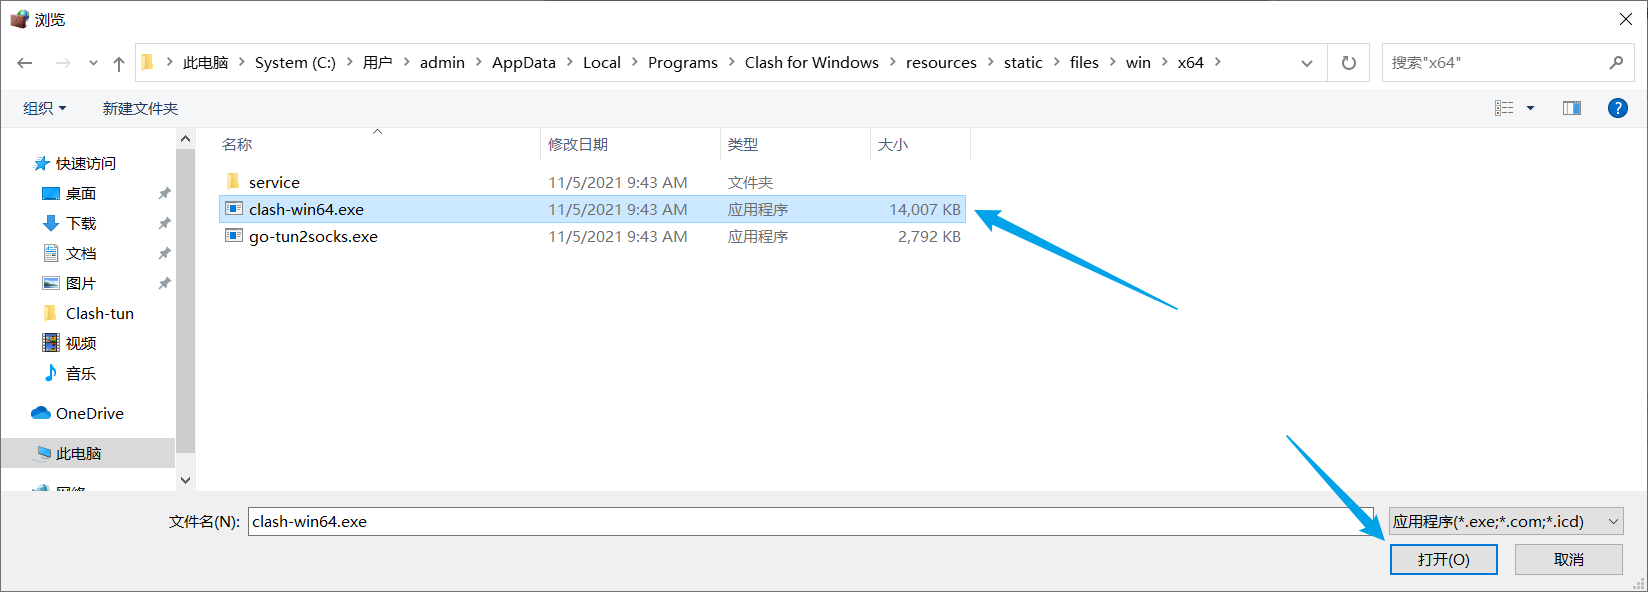 浏览
此电脑 System (C:) 用户 admin AppData Local Programs Clash for Windows resources static files win x64
搜索"x64"
组织 新建文件夹
?
名称 修改日期 类型 大小
快速访问
桌面
下载
文档
图片
Clash-tun
视频
音乐
OneDrive
此电脑
网络
service 11/5/2021 9:43 AM 文件夹
clash-win64.exe 11/5/2021 9:43 AM 应用程序 14,007 KB
go-tun2socks.exe 11/5/2021 9:43 AM 应用程序 2,792 KB
文件名(N): clash-win64.exe
应用程序(*.exe;*.com;*.icd)
打开(O) 取消